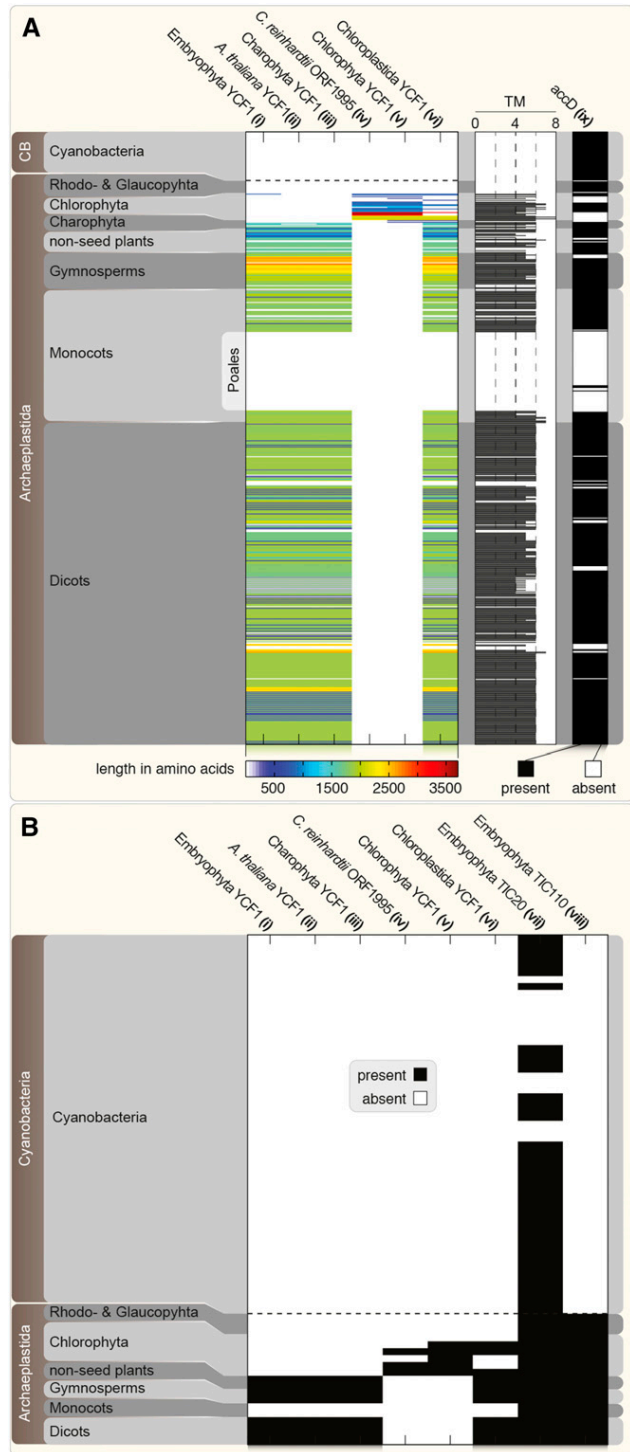 A
Embryophyta YCF1 (i)
A. thaliana YCF1(ii)
Charophyta YCF1 (iii)
C. reinhardtii ORF1995 (iv)
Chlorophyta YCF1 (v)
Chloroplastida YCF1 (vi)
TM
0 4 8
accD (ix)
CB
Cyanobacteria
Archaeplastida
Rhodo- & Glaucopyhta
Chlorophyta
Charophyta
non-seed plants
Gymnosperms
Monocots
Poales
Dicots
length in amino acids
500 1500 2500 3500
present
absent
B
Embryophyta YCF1 (i)
A. thaliana YCF1 (ii)
Charophyta YCF1 (iii)
C. reinhardtii ORF1995 (iv)
Chlorophyta YCF1 (v)
Chloroplastida YCF1 (vi)
Embryophyta TIC20 (vii)
Embryophyta TIC110 (viii)
Cyanobacteria
Cyanobacteria
present
absent
Archaeplastida
Rhodo- & Glaucopyhta
Chlorophyta
non-seed plants
Gymnosperms
Monocots
Dicots